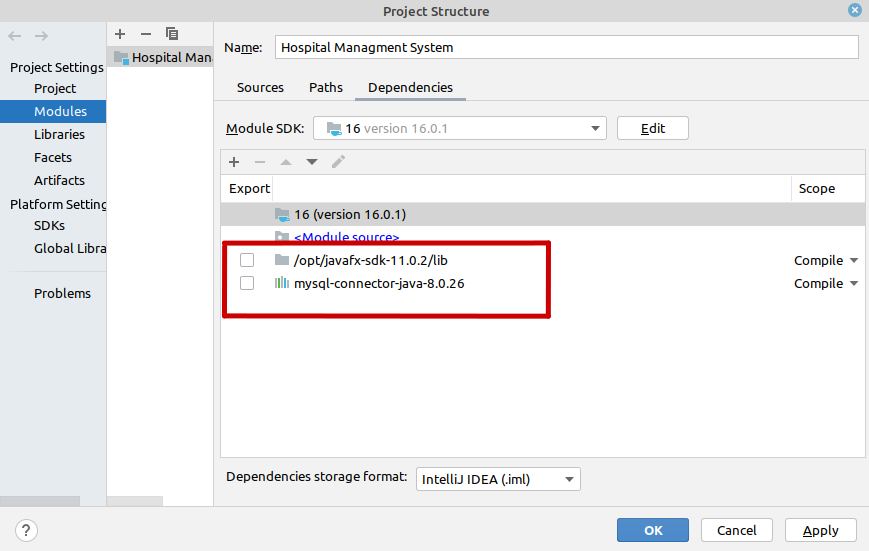 Project Structure
Project Settings
Project
Modules
Libraries
Facets
Artifacts
Platform Setting
SDKs
Global Libra
Problems
Hospital Man
Name: Hospital Managment System
Sources Paths Dependencies
Module SDK: 16 version 16.0.1 Edit
Export Scope
16 (version 16.0.1)
<Module source>
/opt/javafx-sdk-11.0.2/lib Compile
mysql-connector-java-8.0.26 Compile
Dependencies storage format: IntelliJ IDEA (.iml)
? OK Cancel Apply